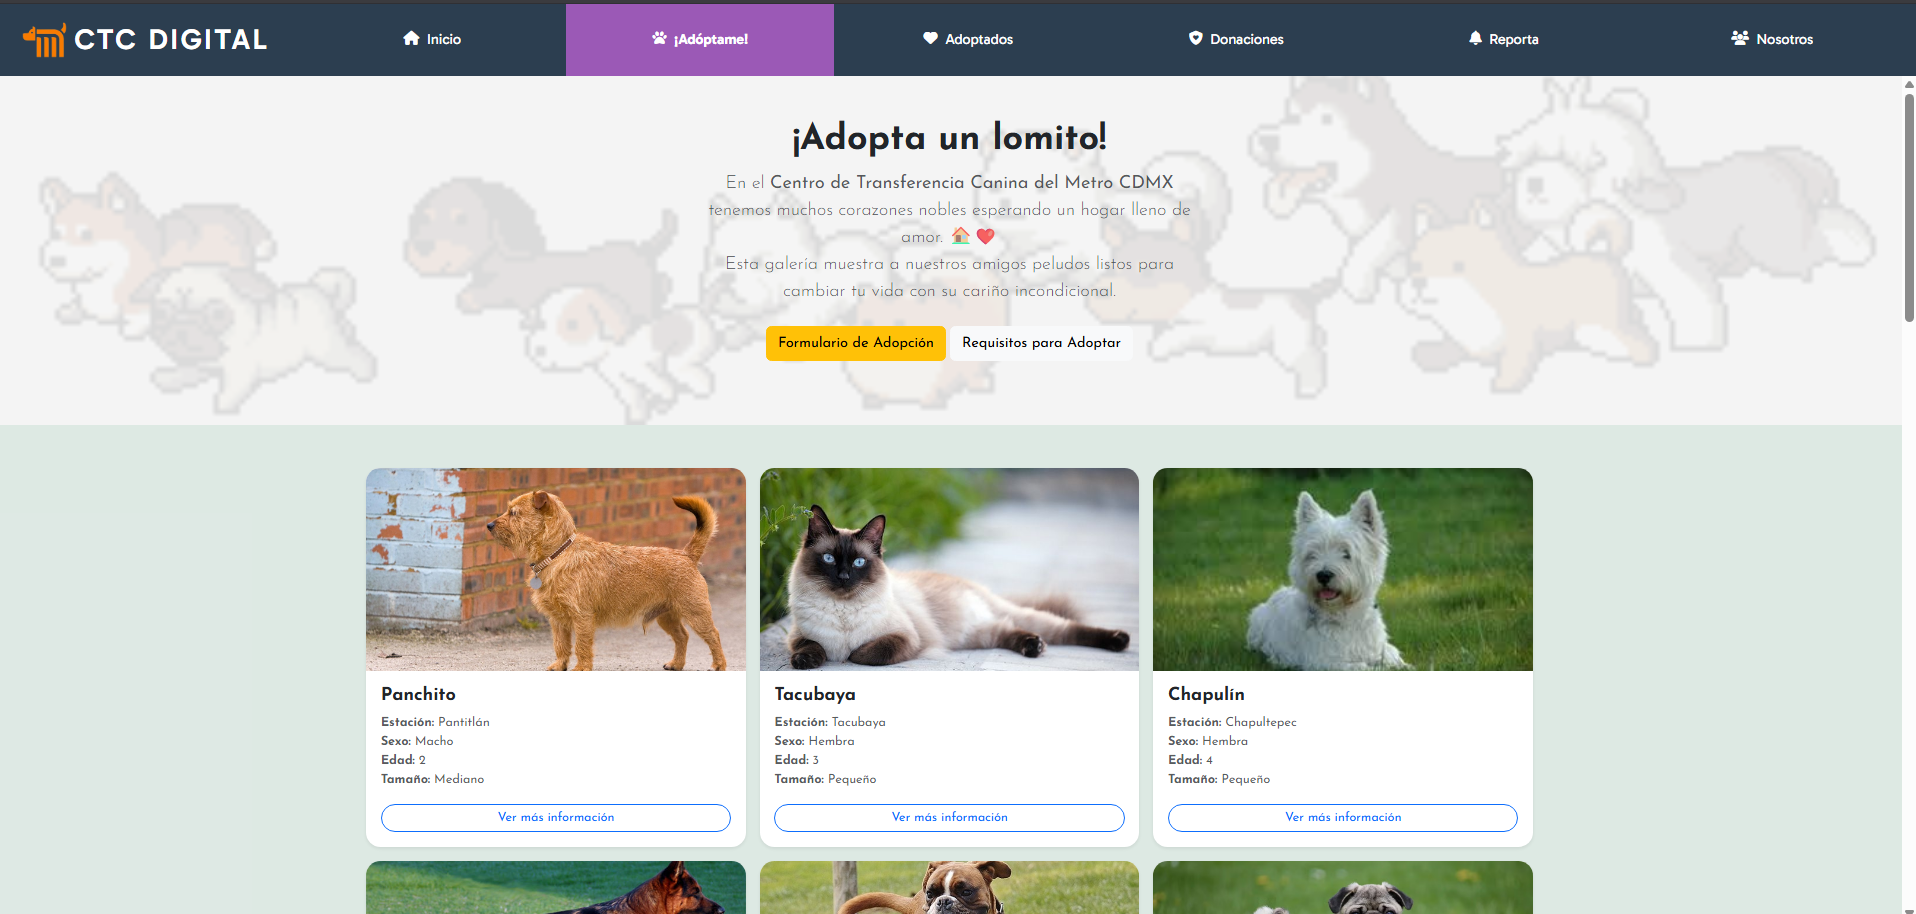 CTC DIGITAL
Inicio
¡Adóptame!
Adoptados
Donaciones
Reporta
Nosotros
¡Adopta un lomito!
En el Centro de Transferencia Canina del Metro CDMX
tenemos muchos corazones nobles esperando un hogar lleno de
amor. 🏠 ❤️
Esta galería muestra a nuestros amigos peludos listos para
cambiar tu vida con su cariño incondicional.
Formulario de Adopción
Requisitos para Adoptar
Panchito
Estación: Pantitlán
Sexo: Macho
Edad: 2
Tamaño: Mediano
Ver más información
Tacubaya
Estación: Tacubaya
Sexo: Hembra
Edad: 3
Tamaño: Pequeño
Ver más información
Chapulín
Estación: Chapultepec
Sexo: Hembra
Edad: 4
Tamaño: Pequeño
Ver más información